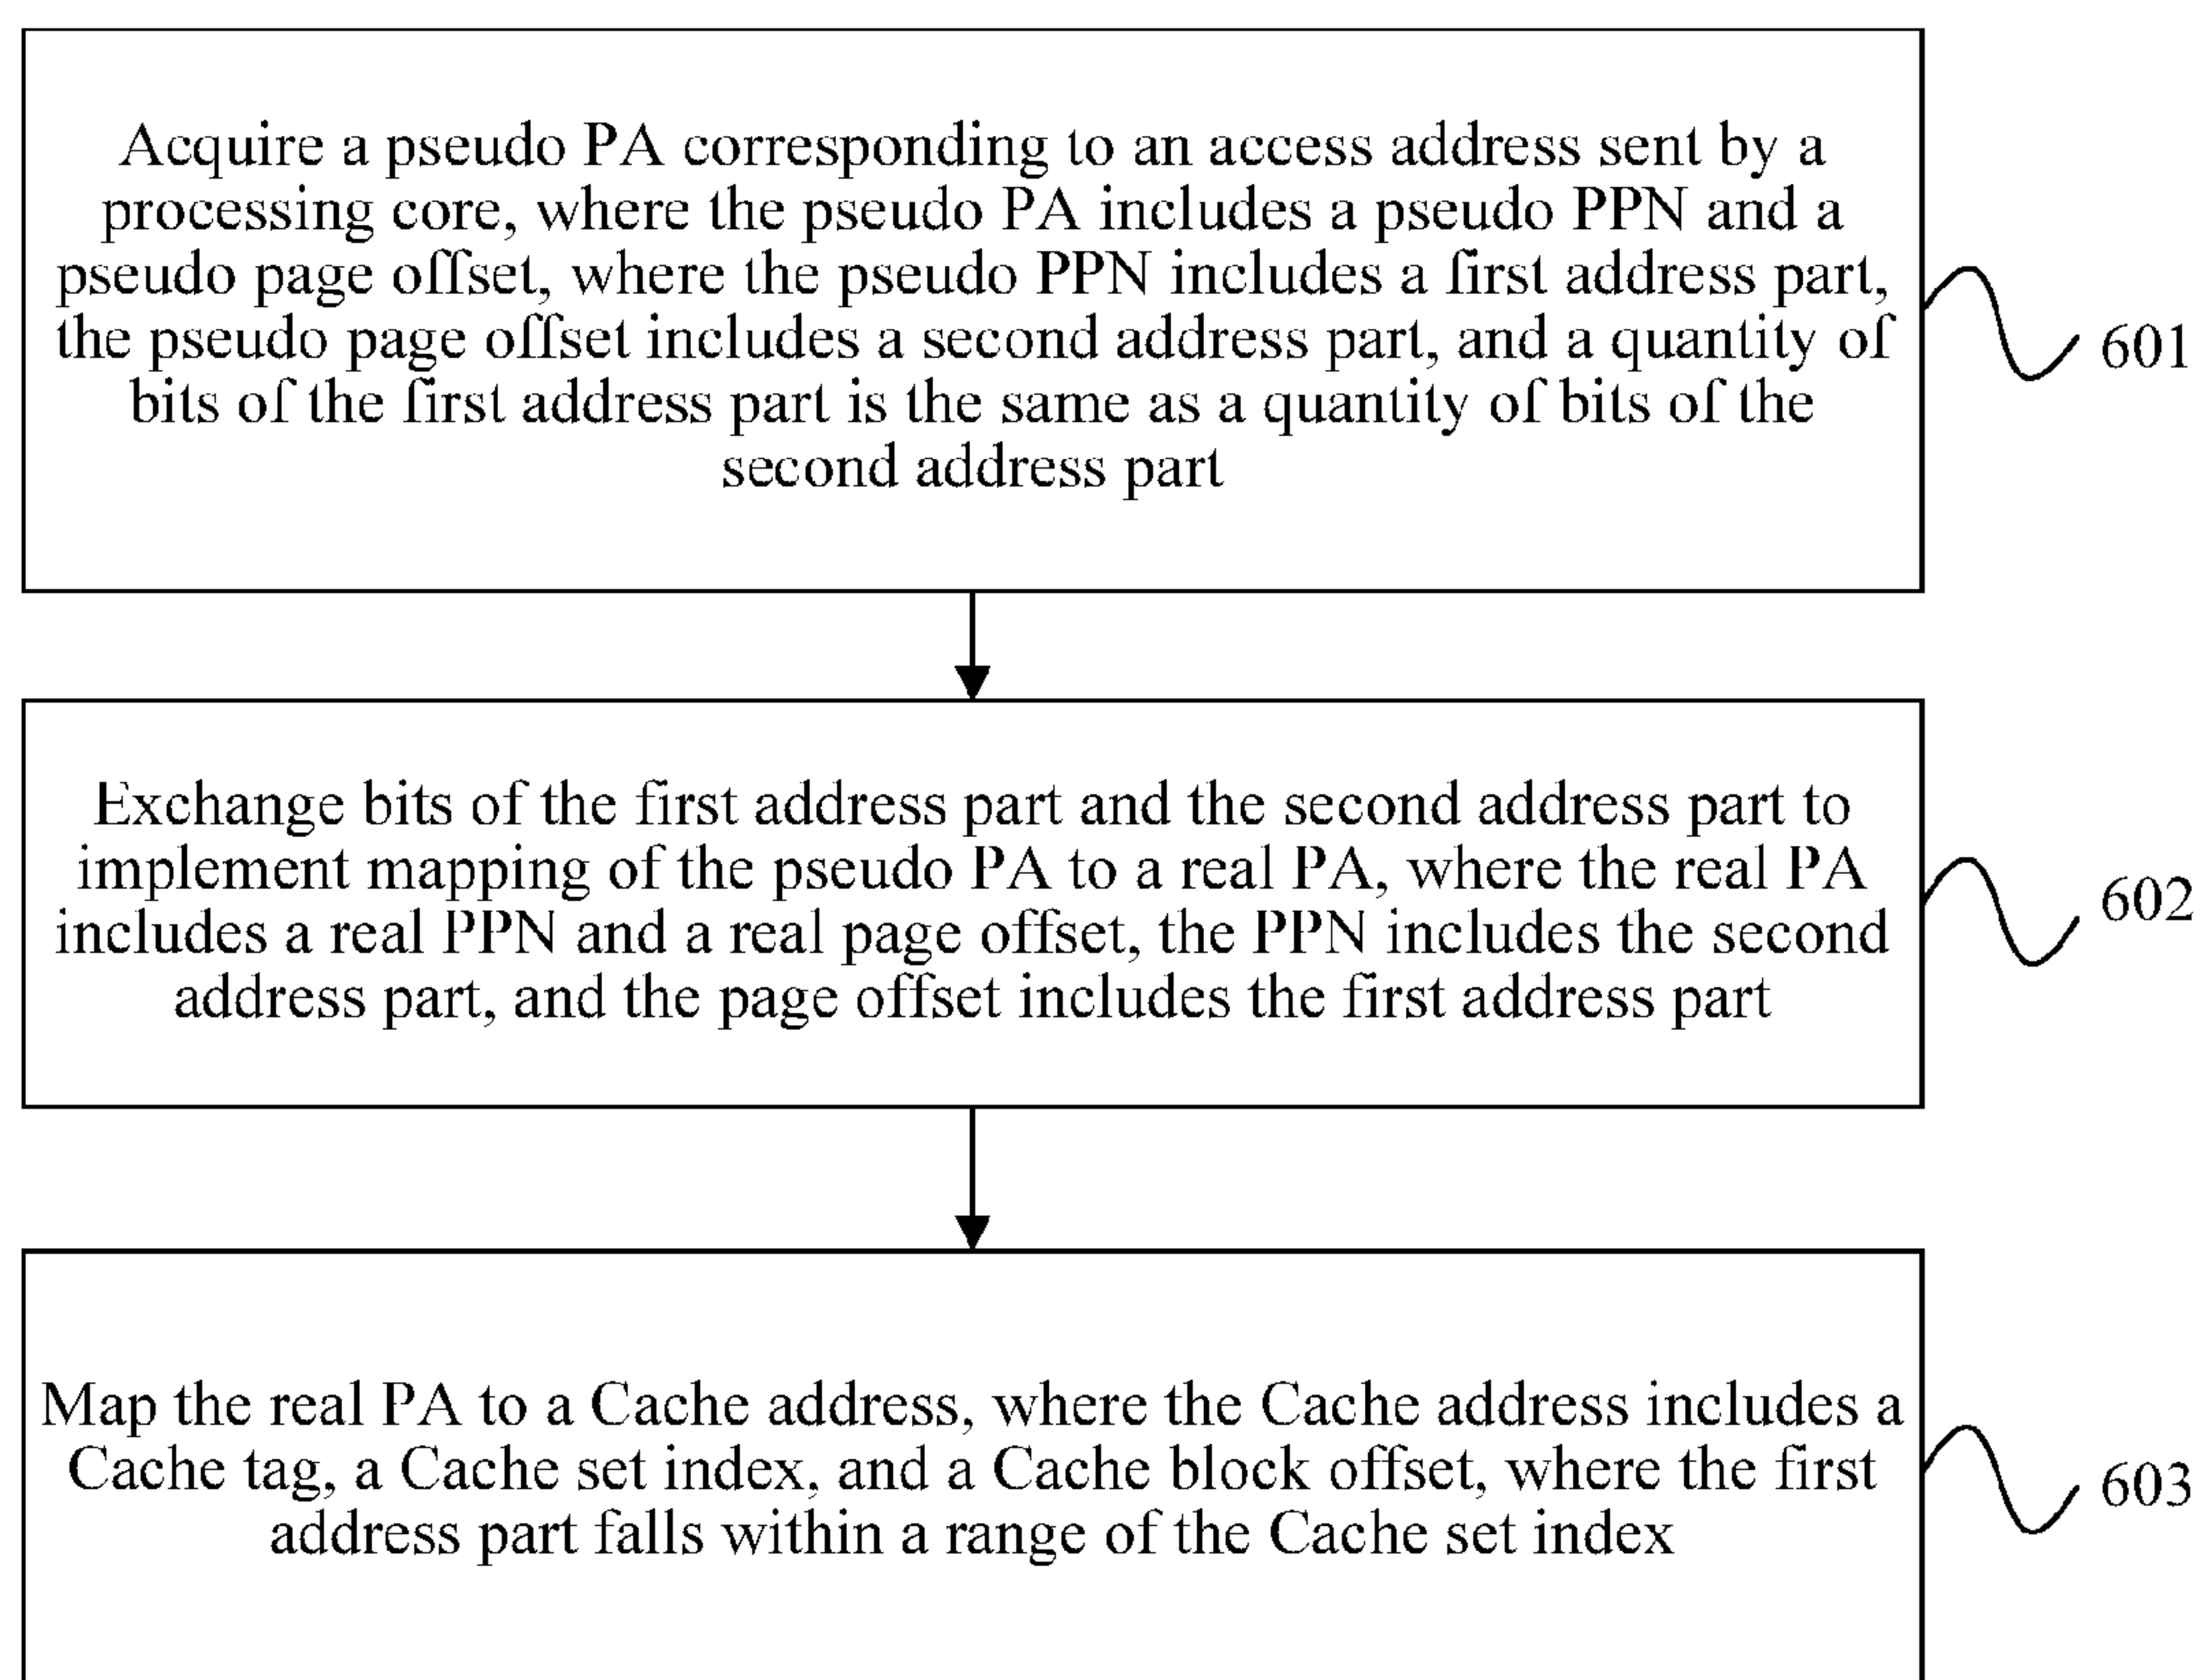 Acquire a pseudo PA corresponding to an access address sent by a
processing core, where the pseudo PA includes a pseudo PPN and a
pseudo page offset, where the pseudo PPN includes a first address part,
the pseudo page offset includes a second address part, and a quantity of
bits of the first address part is the same as a quantity of bits of the
second address part
601
Exchange bits of the first address part and the second address part to
implement mapping of the pseudo PA to a real PA, where the real PA
includes a real PPN and a real page offset, the PPN includes the second
address part, and the page offset includes the first address part
602
Map the real PA to a Cache address, where the Cache address includes a
Cache tag, a Cache set index, and a Cache block offset, where the first
address part falls within a range of the Cache set index
603